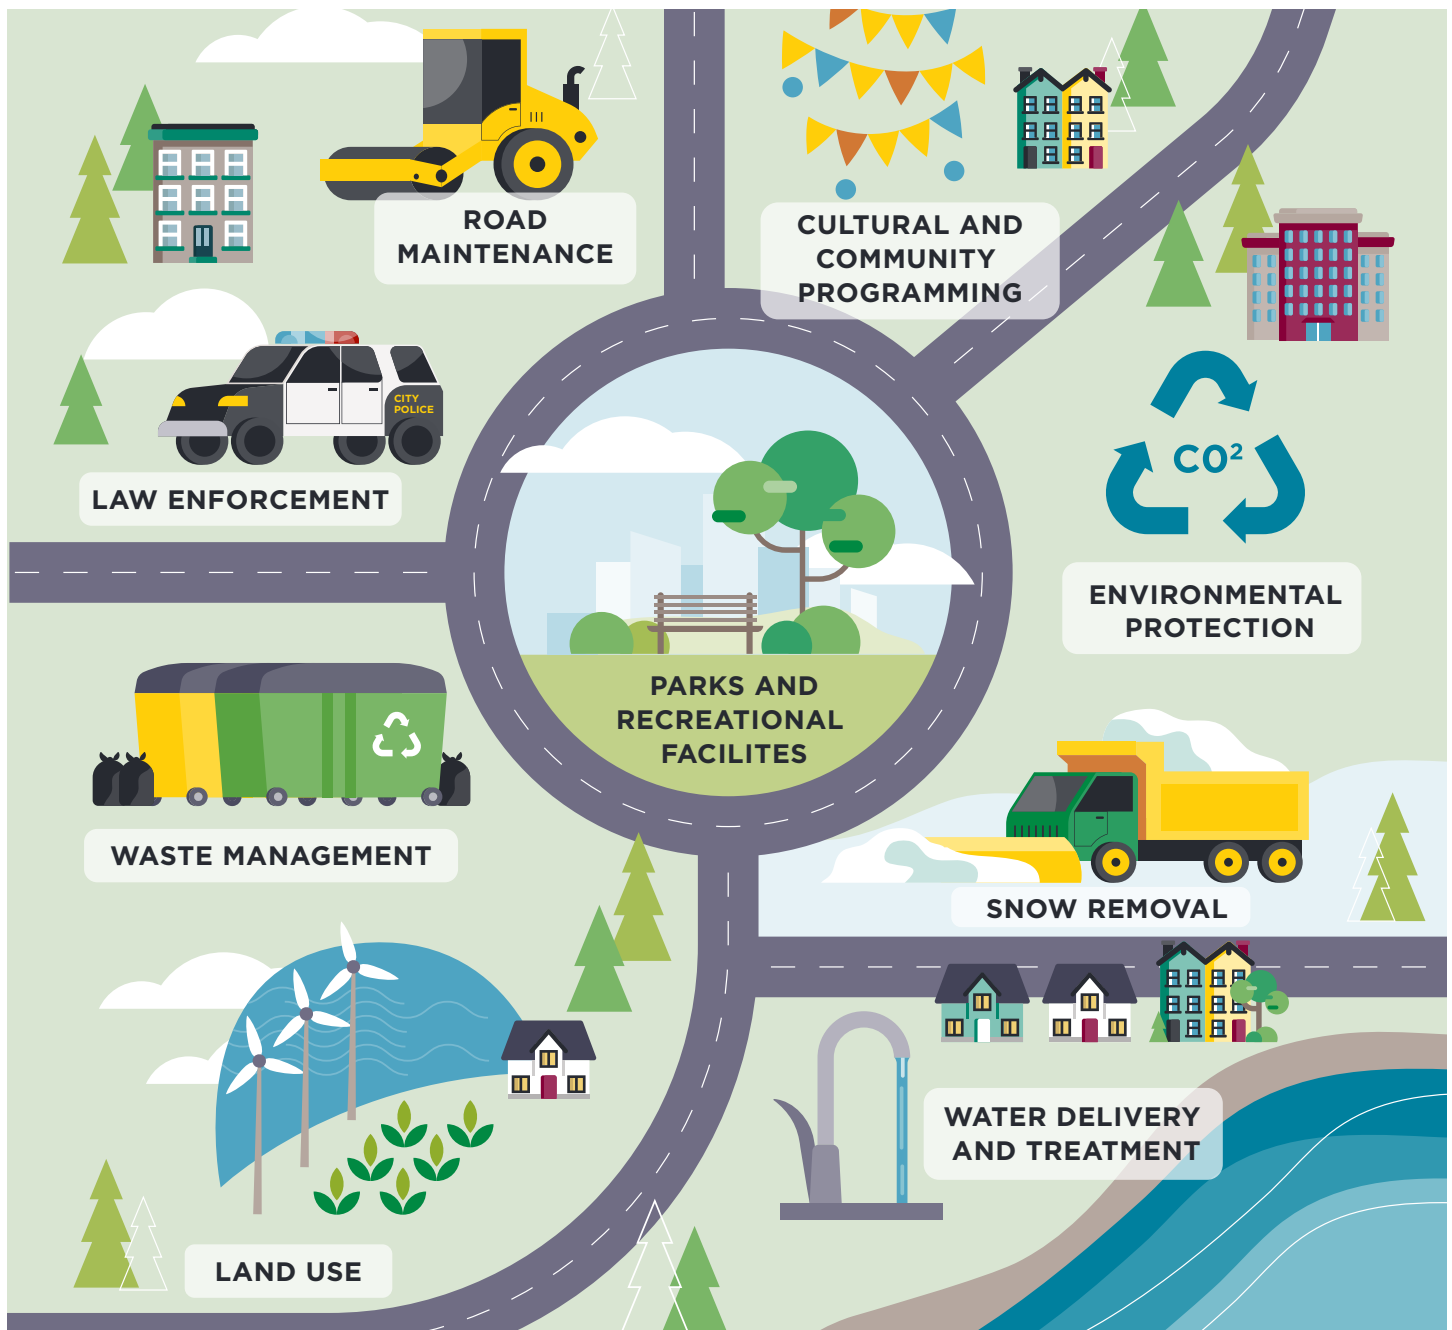 ROAD
MAINTENANCE
CULTURAL AND
COMMUNITY
PROGRAMMING
CITY
POLICE
LAW ENFORCEMENT
CO²
ENVIRONMENTAL
PROTECTION
PARKS AND
RECREATIONAL
FACILITES
WASTE MANAGEMENT
SNOW REMOVAL
WATER DELIVERY
AND TREATMENT
LAND USE